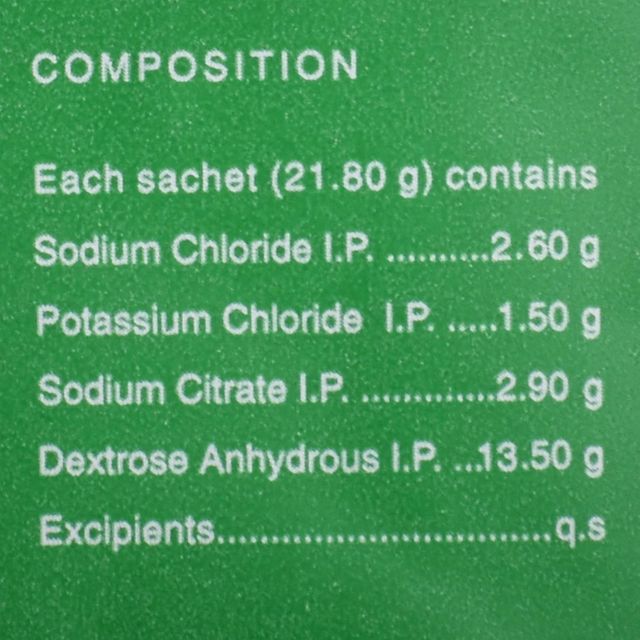 COMPOSITION
Each sachet (21.80 g) contains
Sodium Chloride I.P. ..........2.60 g
Potassium Chloride I.P. .....1.50 g
Sodium Citrate I.P. .............2.90 g
Dextrose Anhydrous I.P. ...13.50 g
Excipients...............................q.s